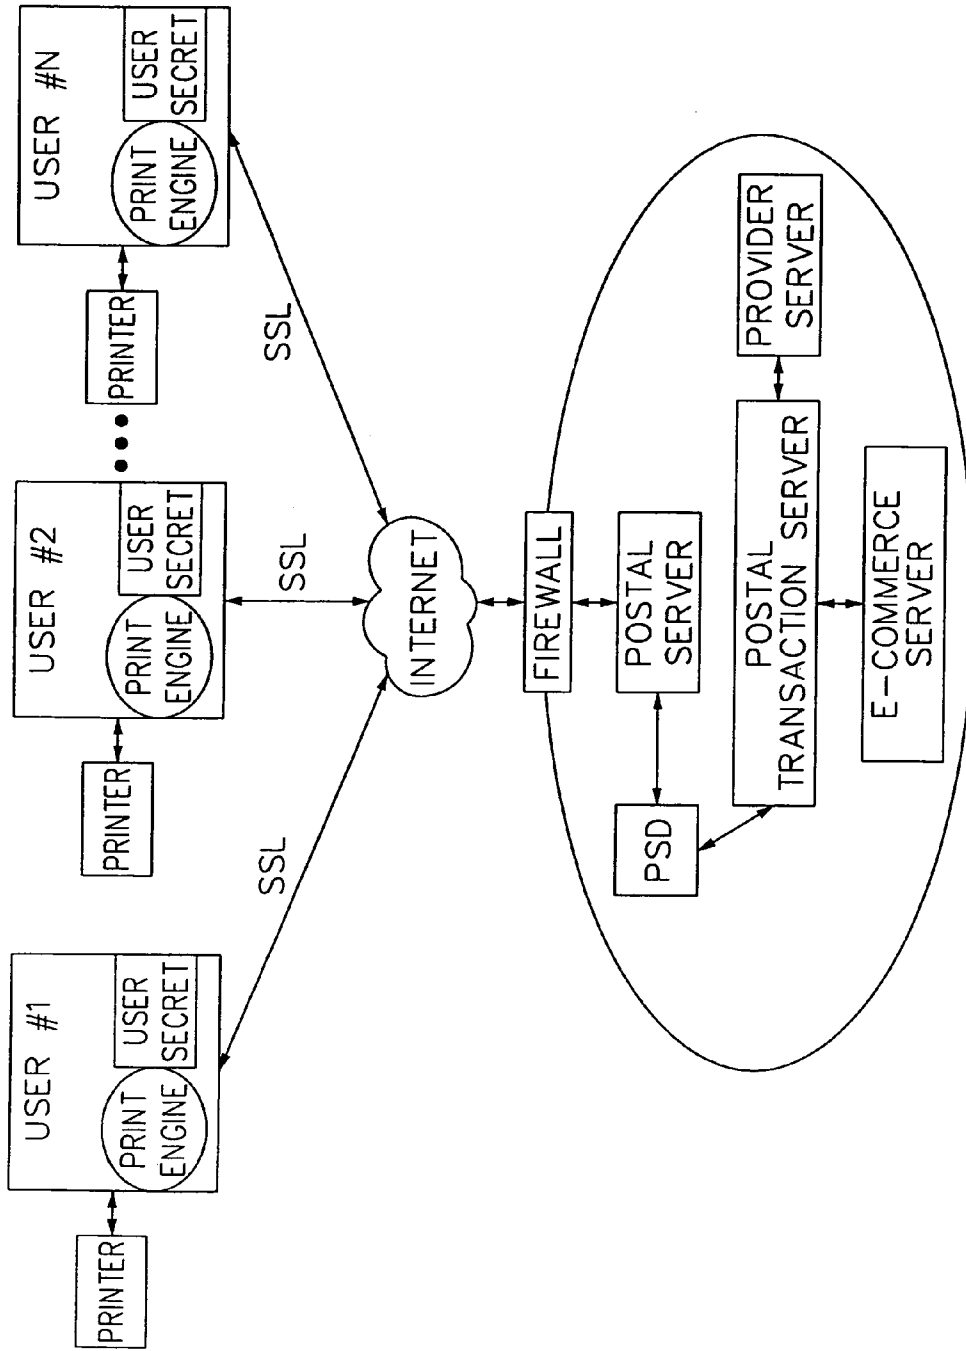 USER #1
PRINT
ENGINE
USER
SECRET
PRINTER
USER #2
PRINT
ENGINE
USER
SECRET
PRINTER
USER #N
PRINT
ENGINE
USER
SECRET
PRINTER
SSL
SSL
SSL
INTERNET
FIREWALL
POSTAL
SERVER
PSD
POSTAL
TRANSACTION SERVER
PROVIDER
SERVER
E-COMMERCE
SERVER